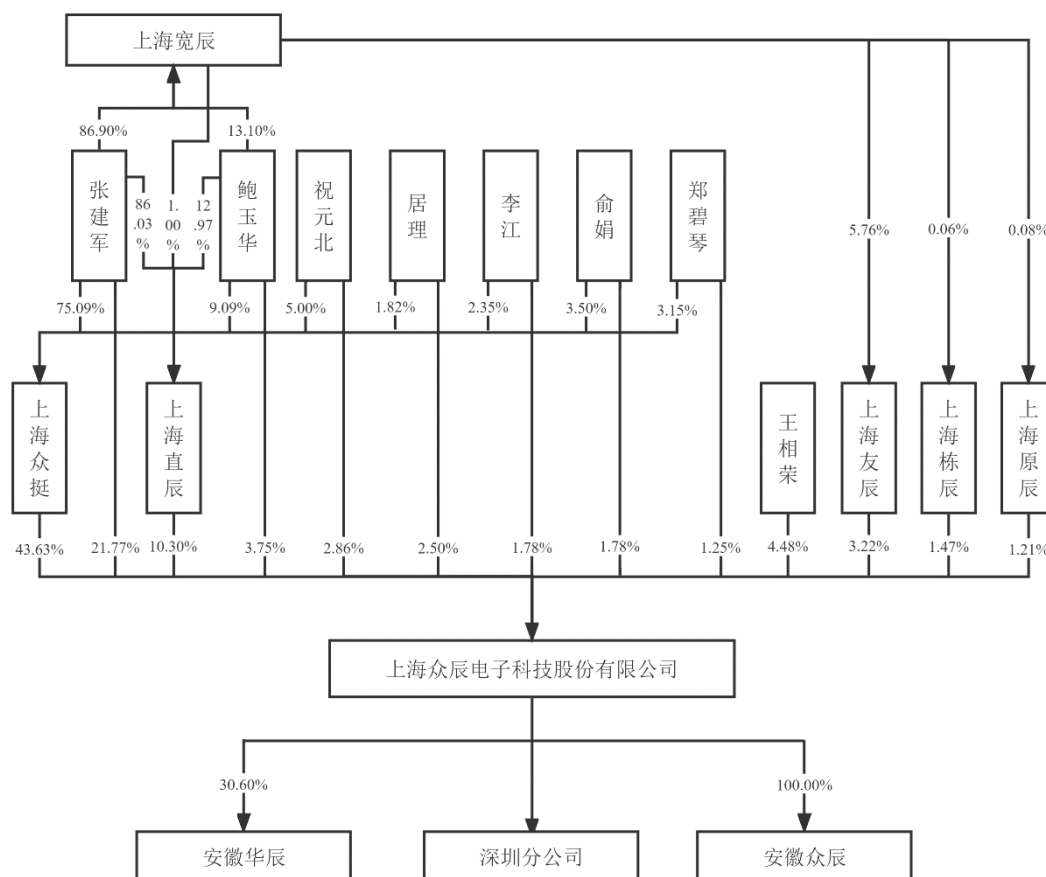 上海宽辰
86.90%
13.10%
张建军
86.03%
1.00%
12.97%
鲍玉华
祝元北
居理
李江
俞娟
郑碧琴
5.76%
0.06%
0.08%
75.09%
9.09%
5.00%
1.82%
2.35%
3.50%
3.15%
上海众挺
上海直辰
王相荣
上海友辰
上海栋辰
上海原辰
43.63%
21.77%
10.30%
3.75%
2.86%
2.50%
1.78%
1.78%
1.25%
4.48%
3.22%
1.47%
1.21%
上海众辰电子科技股份有限公司
30.60%
100.00%
安徽华辰
深圳分公司
安徽众辰